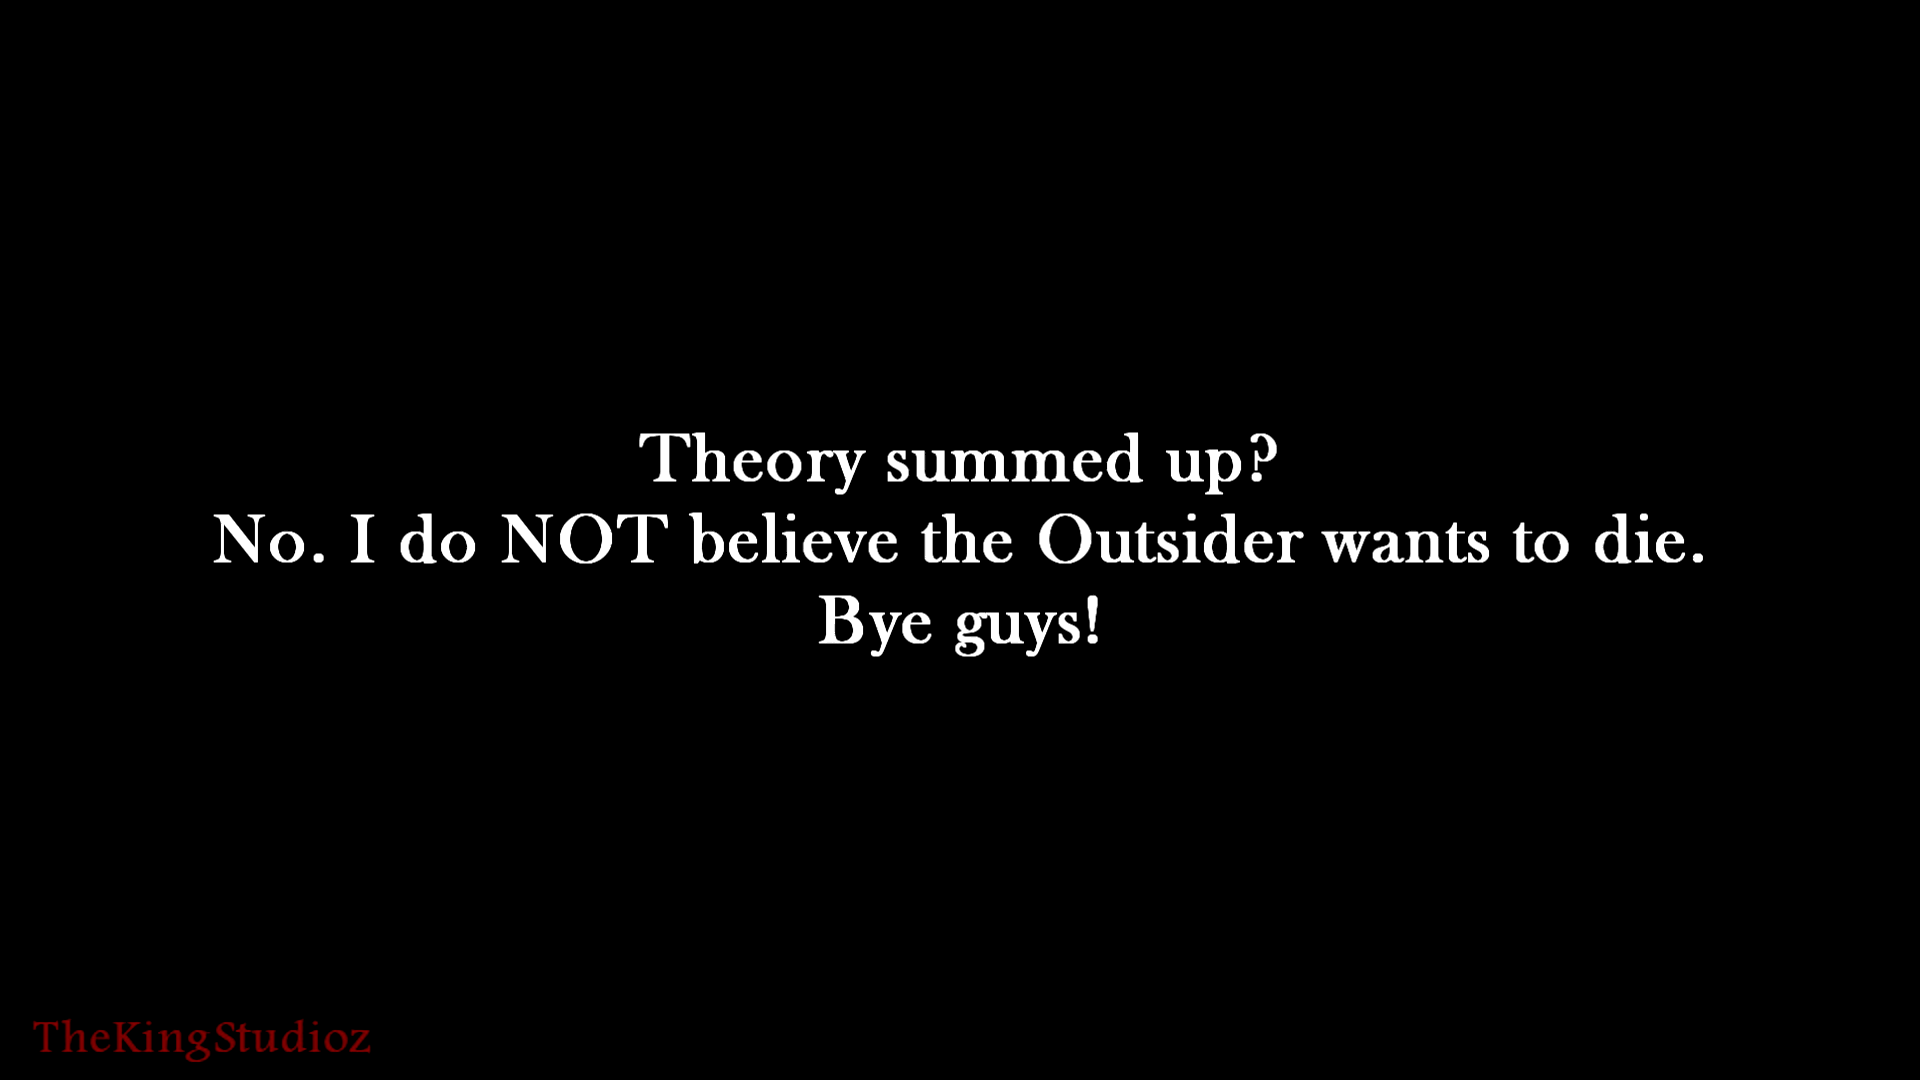 Theory summed up?
No. I do NOT believe the Outsider wants to die.
Bye guys!
TheKingStudioz